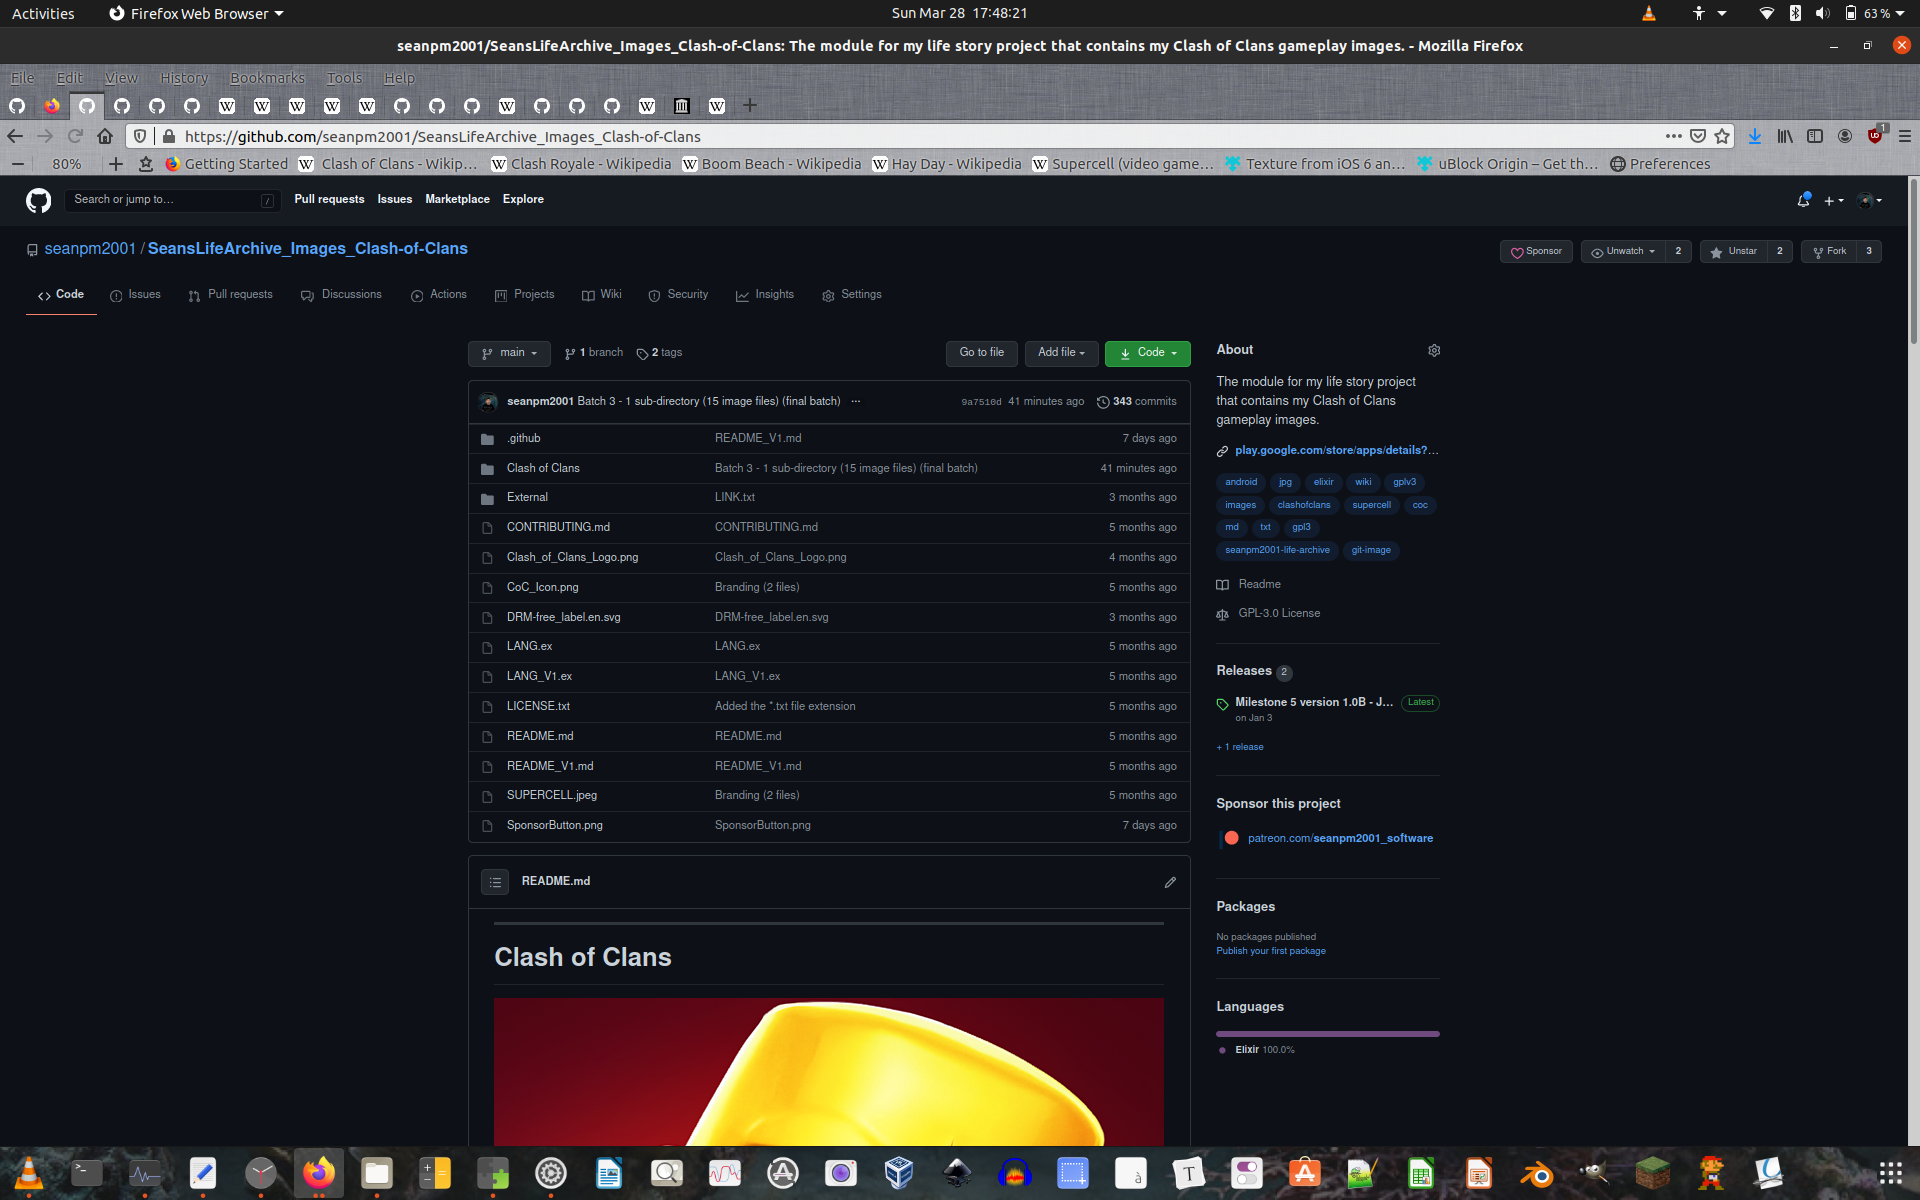 Activities Firefox Web Browser Sun Mar 28 17:48:21 63 %
seanpm2001/SeansLifeArchive_Images_Clash-of-Clans: The module for my life story project that contains my Clash of Clans gameplay images. - Mozilla Firefox
File Edit View History Bookmarks Tools Help
https://github.com/seanpm2001/SeansLifeArchive_Images_Clash-of-Clans 1
80% Getting Started Clash of Clans - Wikip… Clash Royale - Wikipedia Boom Beach - Wikipedia Hay Day - Wikipedia Supercell (video game… Texture from iOS 6 an… uBlock Origin – Get th… Preferences
Search or jump to… / Pull requests Issues Marketplace Explore
seanpm2001 / SeansLifeArchive_Images_Clash-of-Clans Sponsor Unwatch 2 Unstar 2 Fork 3
Code Issues Pull requests Discussions Actions Projects Wiki Security Insights Settings
main 1 branch 2 tags Go to file Add file Code
seanpm2001 Batch 3 - 1 sub-directory (15 image files) (final batch) … 9a7510d 41 minutes ago 343 commits
.github README_V1.md 7 days ago
Clash of Clans Batch 3 - 1 sub-directory (15 image files) (final batch) 41 minutes ago
External LINK.txt 3 months ago
CONTRIBUTING.md CONTRIBUTING.md 5 months ago
Clash_of_Clans_Logo.png Clash_of_Clans_Logo.png 4 months ago
CoC_Icon.png Branding (2 files) 5 months ago
DRM-free_label.en.svg DRM-free_label.en.svg 3 months ago
LANG.ex LANG.ex 5 months ago
LANG_V1.ex LANG_V1.ex 5 months ago
LICENSE.txt Added the *.txt file extension 5 months ago
README.md README.md 5 months ago
README_V1.md README_V1.md 5 months ago
SUPERCELL.jpeg Branding (2 files) 5 months ago
SponsorButton.png SponsorButton.png 7 days ago
README.md
Clash of Clans
About
The module for my life story project
that contains my Clash of Clans
gameplay images.
play.google.com/store/apps/details?…
android jpg elixir wiki gplv3
images clashofclans supercell coc
md txt gpl3
seanpm2001-life-archive git-image
Readme
GPL-3.0 License
Releases 2
Milestone 5 version 1.0B - J… Latest
on Jan 3
+ 1 release
Sponsor this project
patreon.com/seanpm2001_software
Packages
No packages published
Publish your first package
Languages
Elixir 100.0%